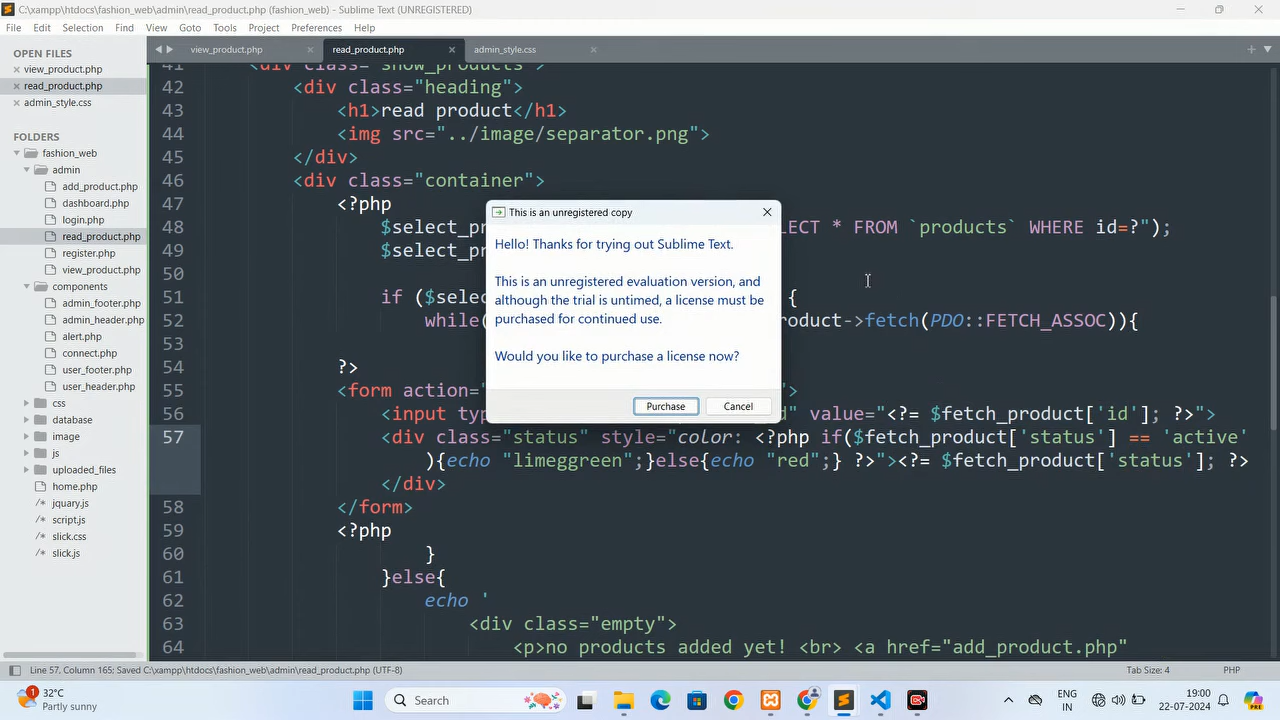 C:\xampp\htdocs\fashion_web\admin\read_product.php (fashion_web) - Sublime Text (UNREGISTERED)
File Edit Selection Find View Goto Tools Project Preferences Help
OPEN FILES
view_product.php
read_product.php
admin_style.css
FOLDERS
fashion_web
admin
add_product.php
dashboard.php
login.php
read_product.php
register.php
view_product.php
components
admin_footer.php
admin_header.php
alert.php
connect.php
user_footer.php
user_header.php
css
database
image
js
uploaded_files
home.php
jquary.js
script.js
slick.css
slick.js
view_product.php read_product.php admin_style.css
41 <div class="show_products">
42 <div class="heading">
43 <h1>read product</h1>
44 <img src="../image/separator.png">
45 </div>
46 <div class="container">
47 <?php
48 $select_pr ELECT * FROM `products` WHERE id=?");
49 $select_pr
50
51 if ($selec {
52 while( product->fetch(PDO::FETCH_ASSOC)){
53
54 ?>
55 <form action=" ">
56 <input typ d" value="<?= $fetch_product['id']; ?>">
57 <div class="status" style="color: <?php if($fetch_product['status'] == 'active'
){echo "limeggreen";}else{echo "red";} ?>"><?= $fetch_product['status']; ?>
</div>
58 </form>
59 <?php
60 }
61 }else{
62 echo '
63 <div class="empty">
64 <p>no products added yet! <br> <a href="add_product.php"
This is an unregistered copy
Hello! Thanks for trying out Sublime Text.
This is an unregistered evaluation version, and
although the trial is untimed, a license must be
purchased for continued use.
Would you like to purchase a license now?
Purchase Cancel
Line 57, Column 165: Saved C:\xampp\htdocs\fashion_web\admin\read_product.php (UTF-8) Tab Size: 4 PHP
1
32°C
Partly sunny
Search
ENG
IN
19:00
22-07-2024